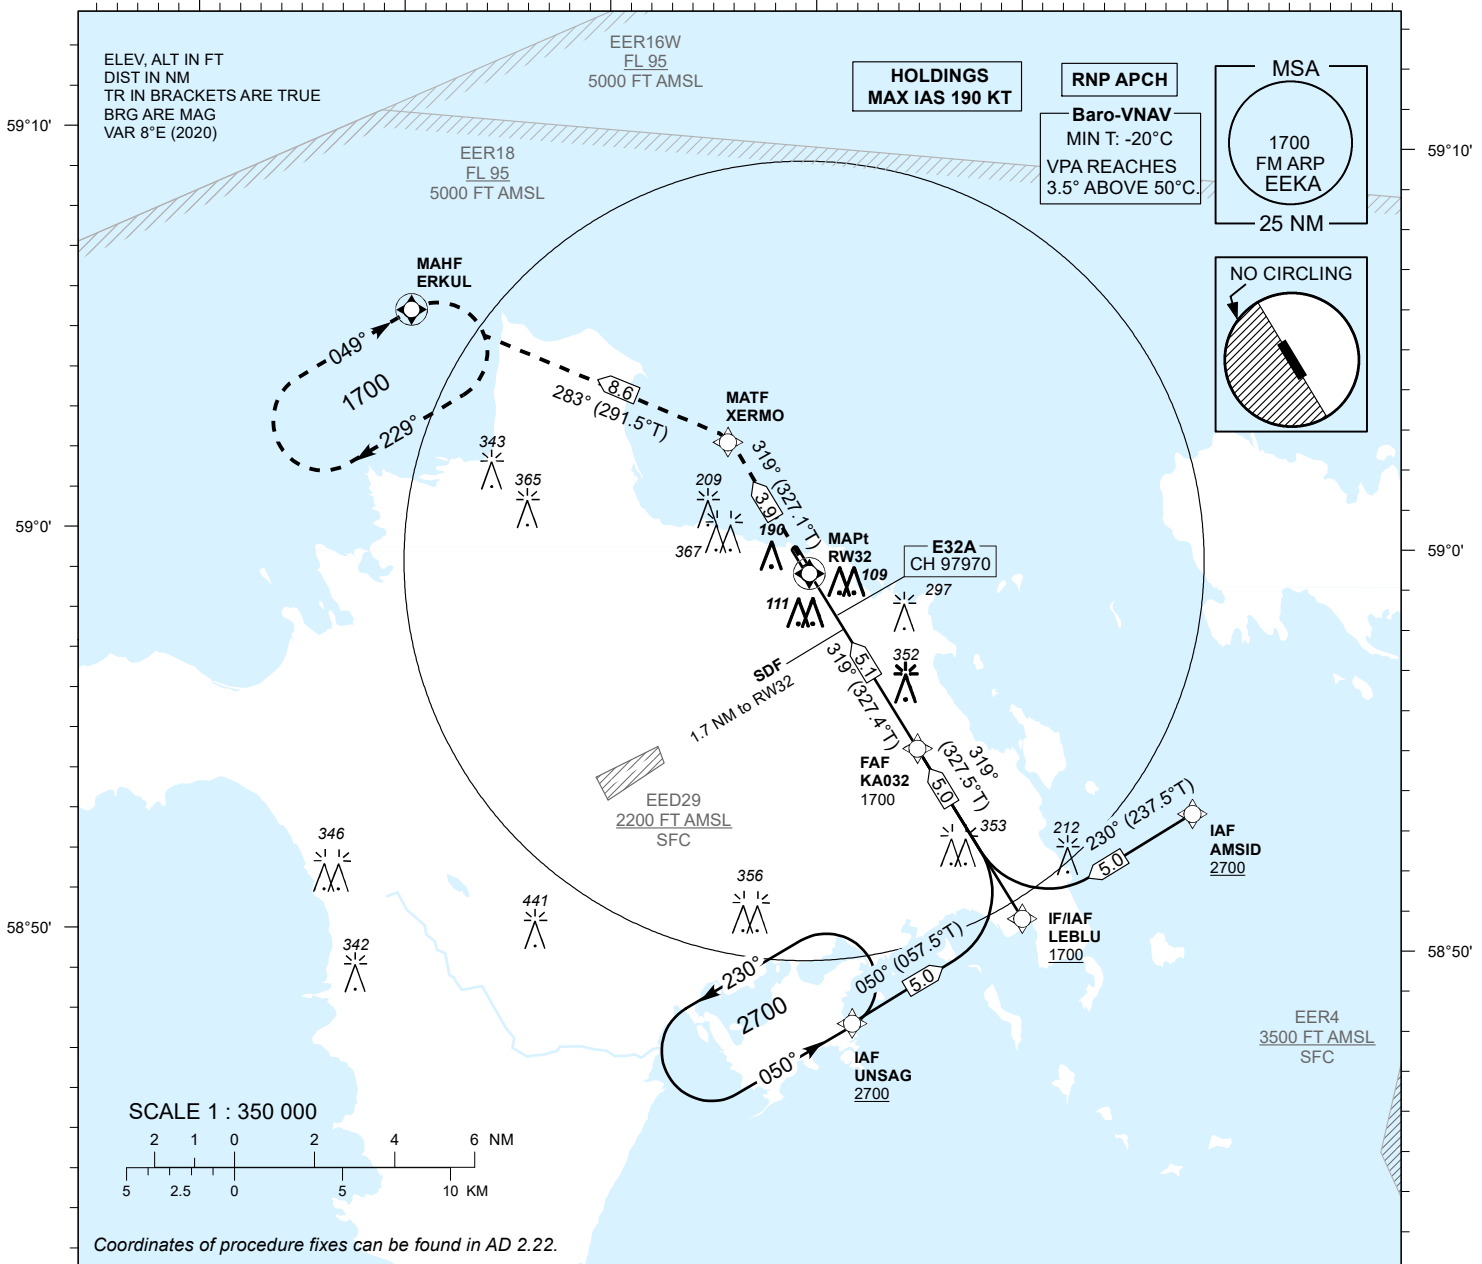 ELEV, ALT IN FT
DIST IN NM
TR IN BRACKETS ARE TRUE
BRG ARE MAG
VAR 8°E (2020)
EER16W
FL 95
5000 FT AMSL
EER18
FL 95
5000 FT AMSL
HOLDINGS
MAX IAS 190 KT
RNP APCH
Baro-VNAV
MIN T: -20°C
VPA REACHES
3.5° ABOVE 50°C.
MSA
1700
FM ARP
EEKA
25 NM
NO CIRCLING
59°10'
59°10'
MAHF
ERKUL
049°
1700
229°
8.6
283° (291.5°T)
MATF
XERMO
319° (327.1°T)
3.9
343
365
209
367
190
59°0'
59°0'
MAPt
RW32
109
111
E32A
CH 97970
297
352
SDF
1.7 NM to RW32
5.1
319° (327.4°T)
FAF
KA032
1700
319°
(327.5°T)
5.0
EED29
2200 FT AMSL
SFC
353
212
230° (237.5°T)
5.0
IAF
AMSID
2700
346
356
441
342
58°50'
58°50'
IF/IAF
LEBLU
1700
050° (057.5°T)
5.0
230°
2700
050°
IAF
UNSAG
2700
EER4
3500 FT AMSL
SFC
SCALE 1 : 350 000
2 1 0 2 4 6 NM
5 2.5 0 5 10 KM
Coordinates of procedure fixes can be found in AD 2.22.